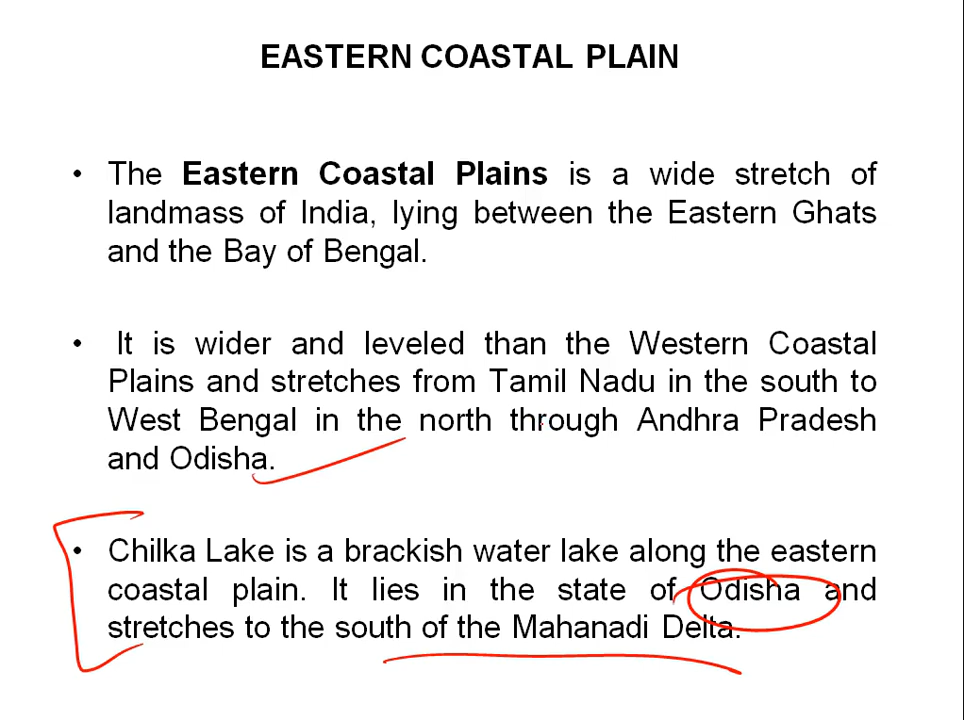 EASTERN COASTAL PLAIN
• The Eastern Coastal Plains is a wide stretch of
landmass of India, lying between the Eastern Ghats
and the Bay of Bengal.
• It is wider and leveled than the Western Coastal
Plains and stretches from Tamil Nadu in the south to
West Bengal in the north through Andhra Pradesh
and Odisha.
• Chilka Lake is a brackish water lake along the eastern
coastal plain. It lies in the state of Odisha and
stretches to the south of the Mahanadi Delta.